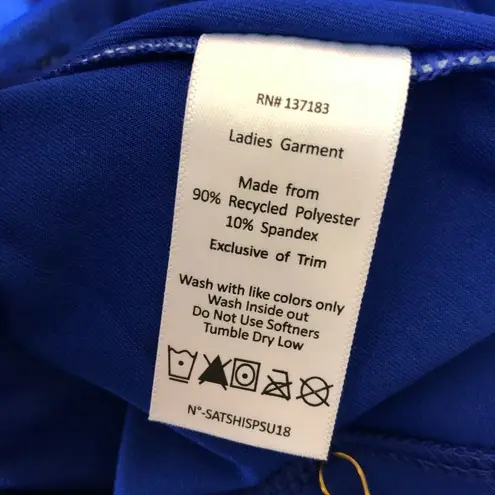 RN# 137183
Ladies Garment
Made from
90% Recycled Polyester
10% Spandex
Exclusive of Trim
Wash with like colors only
Wash Inside out
Do Not Use Softners
Tumble Dry Low
N°-SATSHISPSU18